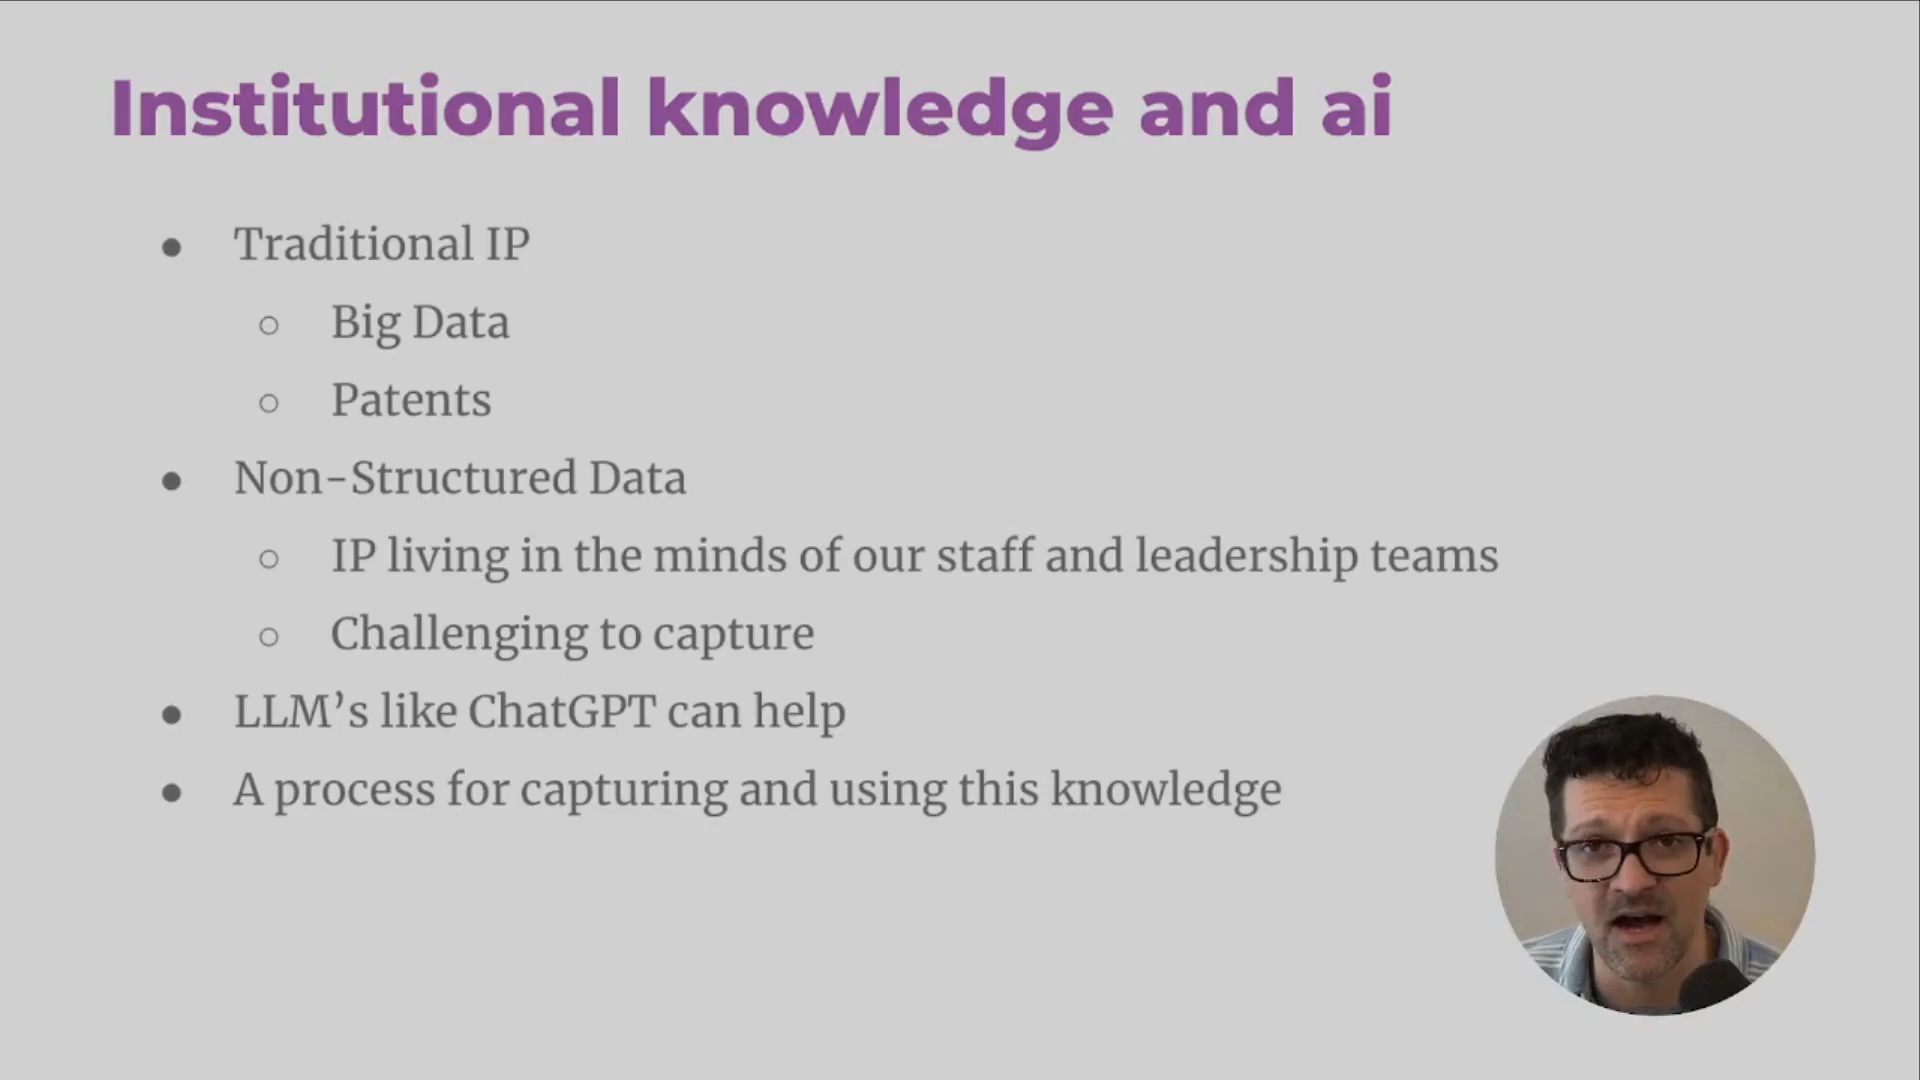 Institutional knowledge and ai
● Traditional IP
○ Big Data
○ Patents
● Non-Structured Data
○ IP living in the minds of our staff and leadership teams
○ Challenging to capture
● LLM’s like ChatGPT can help
● A process for capturing and using this knowledge